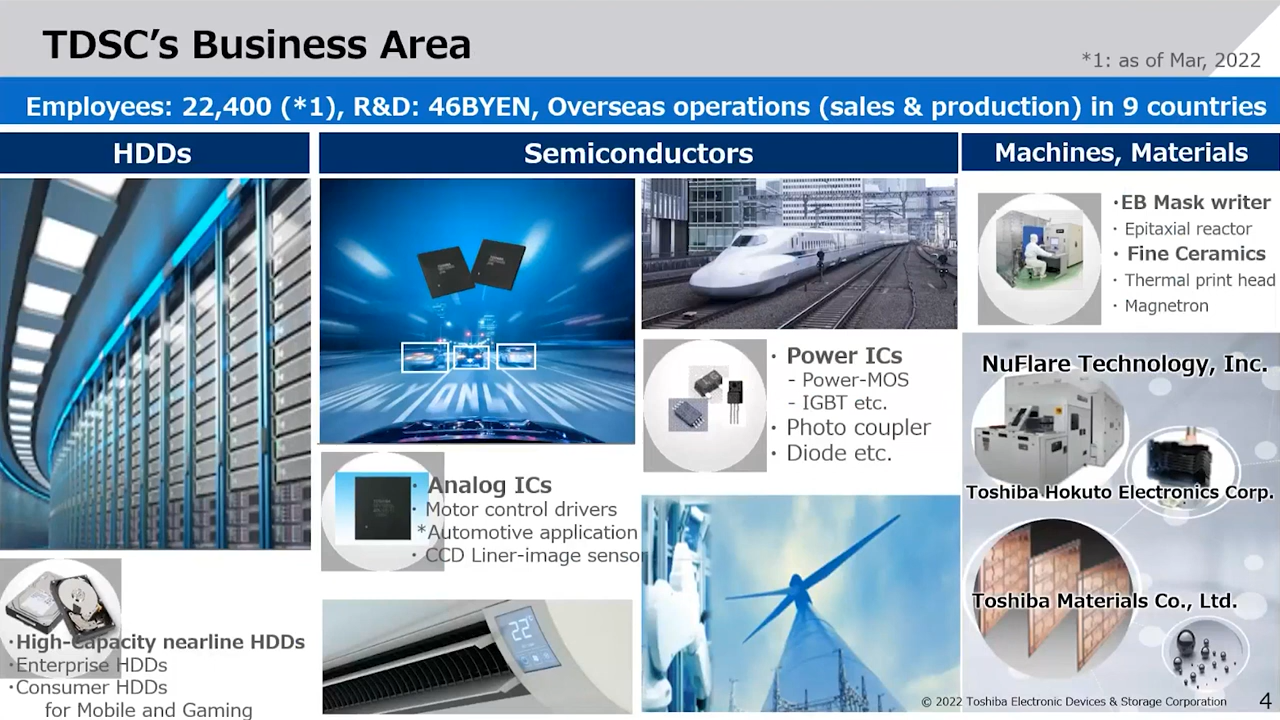 TDSC’s Business Area
*1: as of Mar, 2022
Employees: 22,400 (*1), R&D: 46BYEN, Overseas operations (sales & production) in 9 countries
HDDs
・High-Capacity nearline HDDs
・Enterprise HDDs
・Consumer HDDs
for Mobile and Gaming
Semiconductors
・Analog ICs
・Motor control drivers
*Automotive application
・CCD Liner-image sensor
22°
・Power ICs
- Power-MOS
- IGBT etc.
・Photo coupler
・Diode etc.
ONLY
Machines, Materials
・EB Mask writer
・Epitaxial reactor
・Fine Ceramics
・Thermal print head
・Magnetron
NuFlare Technology, Inc.
Toshiba Hokuto Electronics Corp.
Toshiba Materials Co., Ltd.
© 2022 Toshiba Electronic Devices & Storage Corporation
4